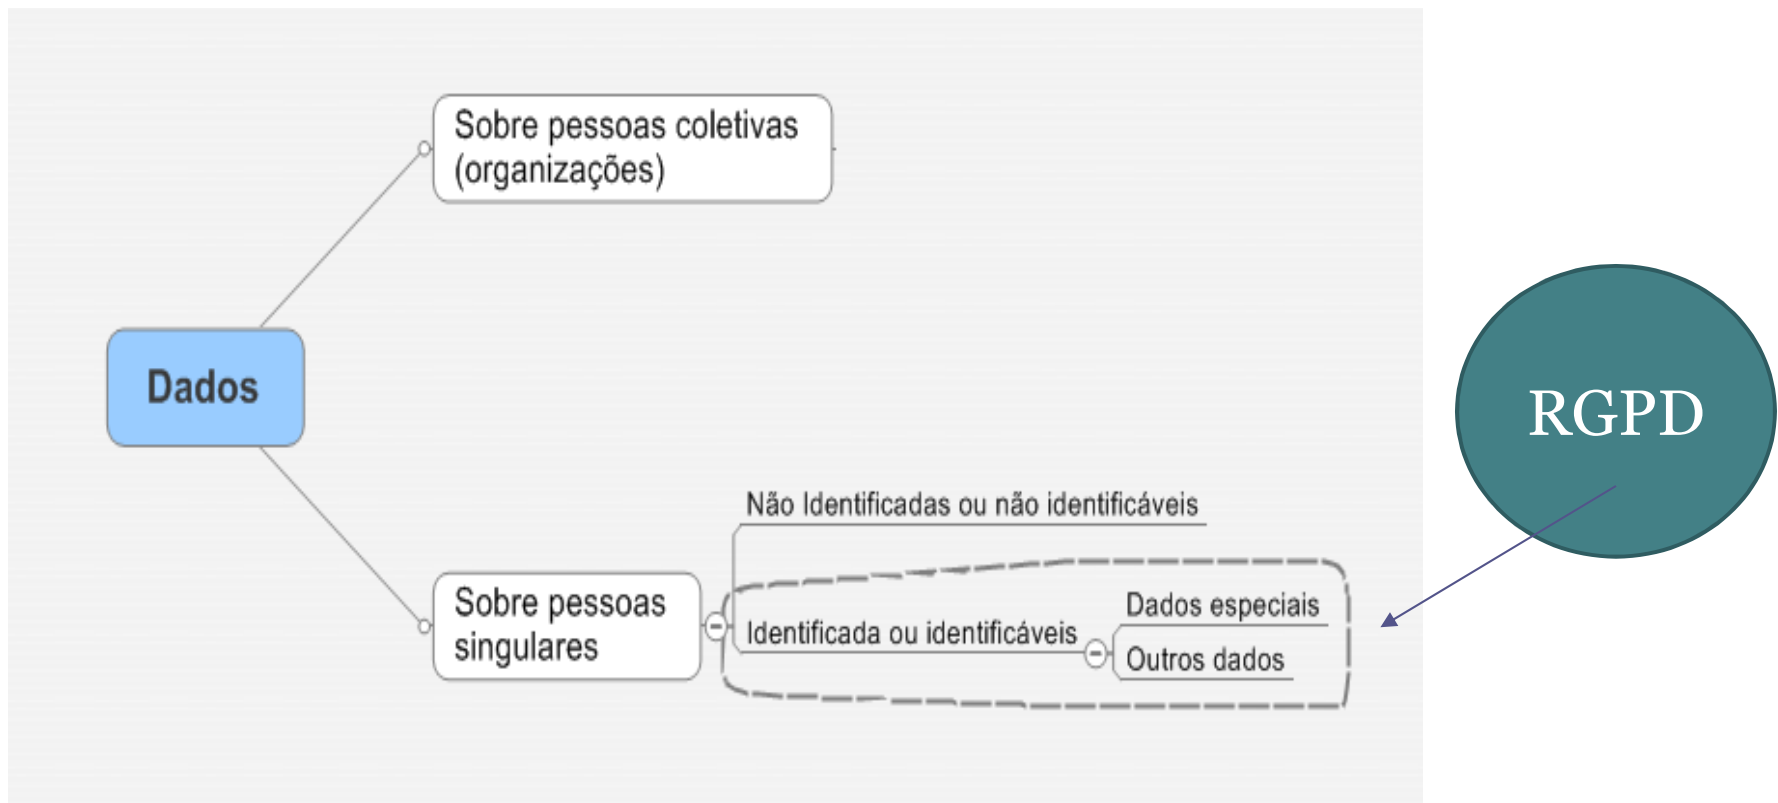 Sobre pessoas coletivas
(organizações)
Dados
RGPD
Não Identificadas ou não identificáveis
Sobre pessoas
singulares
Identificada ou identificáveis
Dados especiais
Outros dados